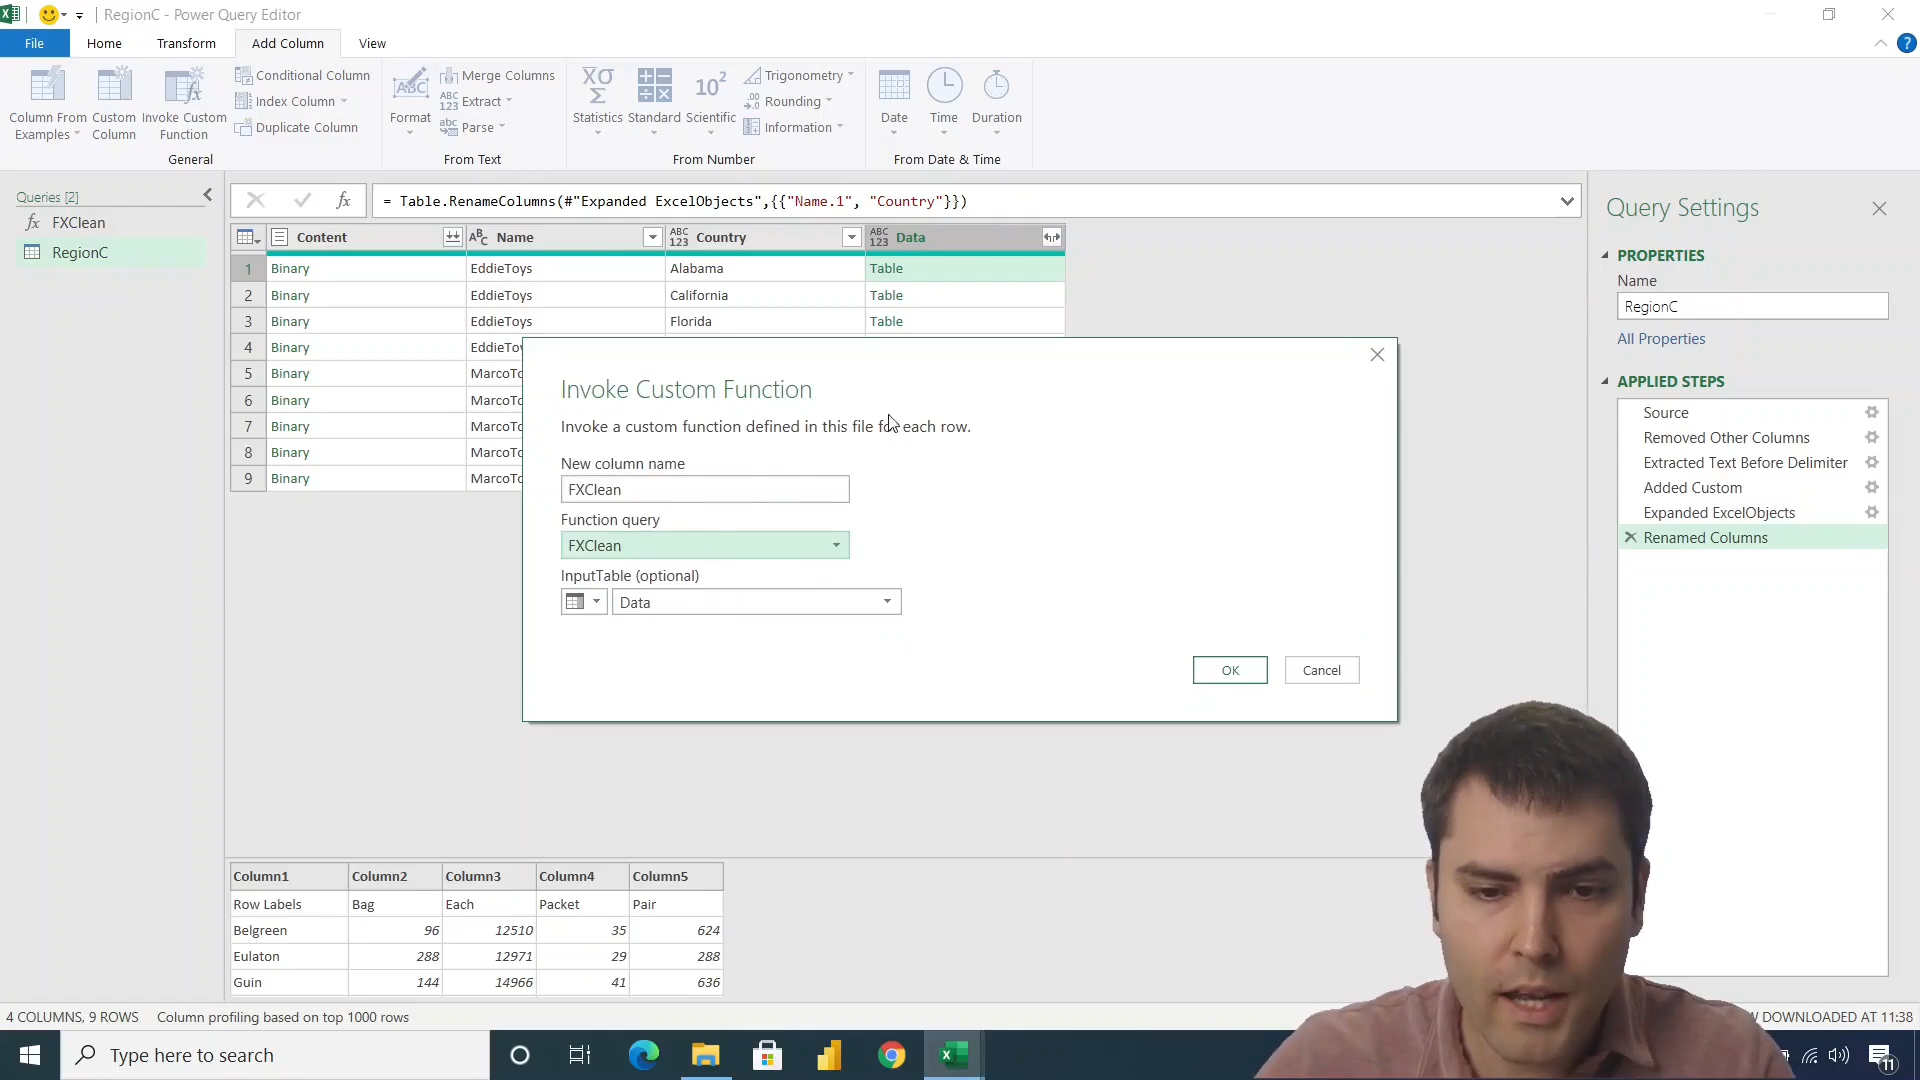 RegionC - Power Query Editor
File
Home
Transform
Add Column
View
Column From
Examples
Custom
Column
Invoke Custom
Function
Conditional Column
Index Column
Duplicate Column
General
Format
Merge Columns
Extract
Parse
From Text
Statistics
Standard
Scientific
Trigonometry
Rounding
Information
From Number
Date
Time
Duration
From Date & Time
Queries [2]
FXClean
RegionC
= Table.RenameColumns(#"Expanded ExcelObjects",{{"Name.1", "Country"}})
Content Name Country Data
1 Binary EddieToys Alabama Table
2 Binary EddieToys California Table
3 Binary EddieToys Florida Table
4 Binary
5 Binary
6 Binary
7 Binary
8 Binary
9 Binary
Invoke Custom Function
Invoke a custom function defined in this file for each row.
New column name
FXClean
Function query
FXClean
InputTable (optional)
Data
OK
Cancel
Query Settings
PROPERTIES
Name
RegionC
All Properties
APPLIED STEPS
Source
Removed Other Columns
Extracted Text Before Delimiter
Added Custom
Expanded ExcelObjects
Renamed Columns
Column1 Column2 Column3 Column4 Column5
Row Labels Bag Each Packet Pair
Belgreen 96 12510 35 624
Eulaton 288 12971 29 288
Guin 144 14966 41 636
4 COLUMNS, 9 ROWS Column profiling based on top 1000 rows
DOWNLOADED AT 11:38
Type here to search
11